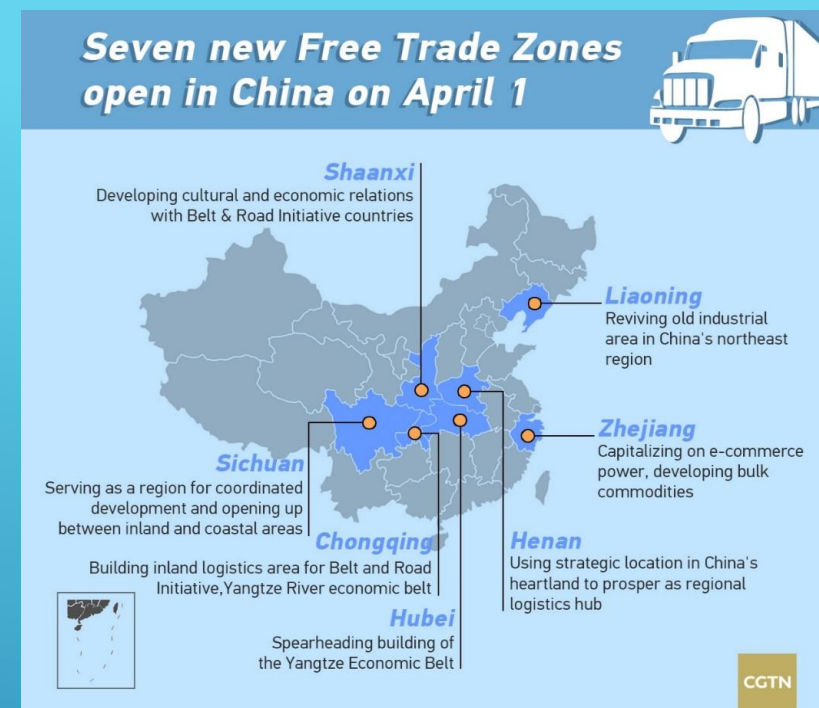 Seven new Free Trade Zones
open in China on April 1
Shaanxi
Developing cultural and economic relations
with Belt & Road Initiative countries
Liaoning
Reviving old industrial
area in China's northeast
region
Zhejiang
Capitalizing on e-commerce
power, developing bulk
commodities
Sichuan
Serving as a region for coordinated
development and opening up
between inland and coastal areas
Chongqing
Building inland logistics area for Belt and Road
Initiative,Yangtze River economic belt
Henan
Using strategic location in China's
heartland to prosper as regional
logistics hub
Hubei
Spearheading building of
the Yangtze Economic Belt
CGTN